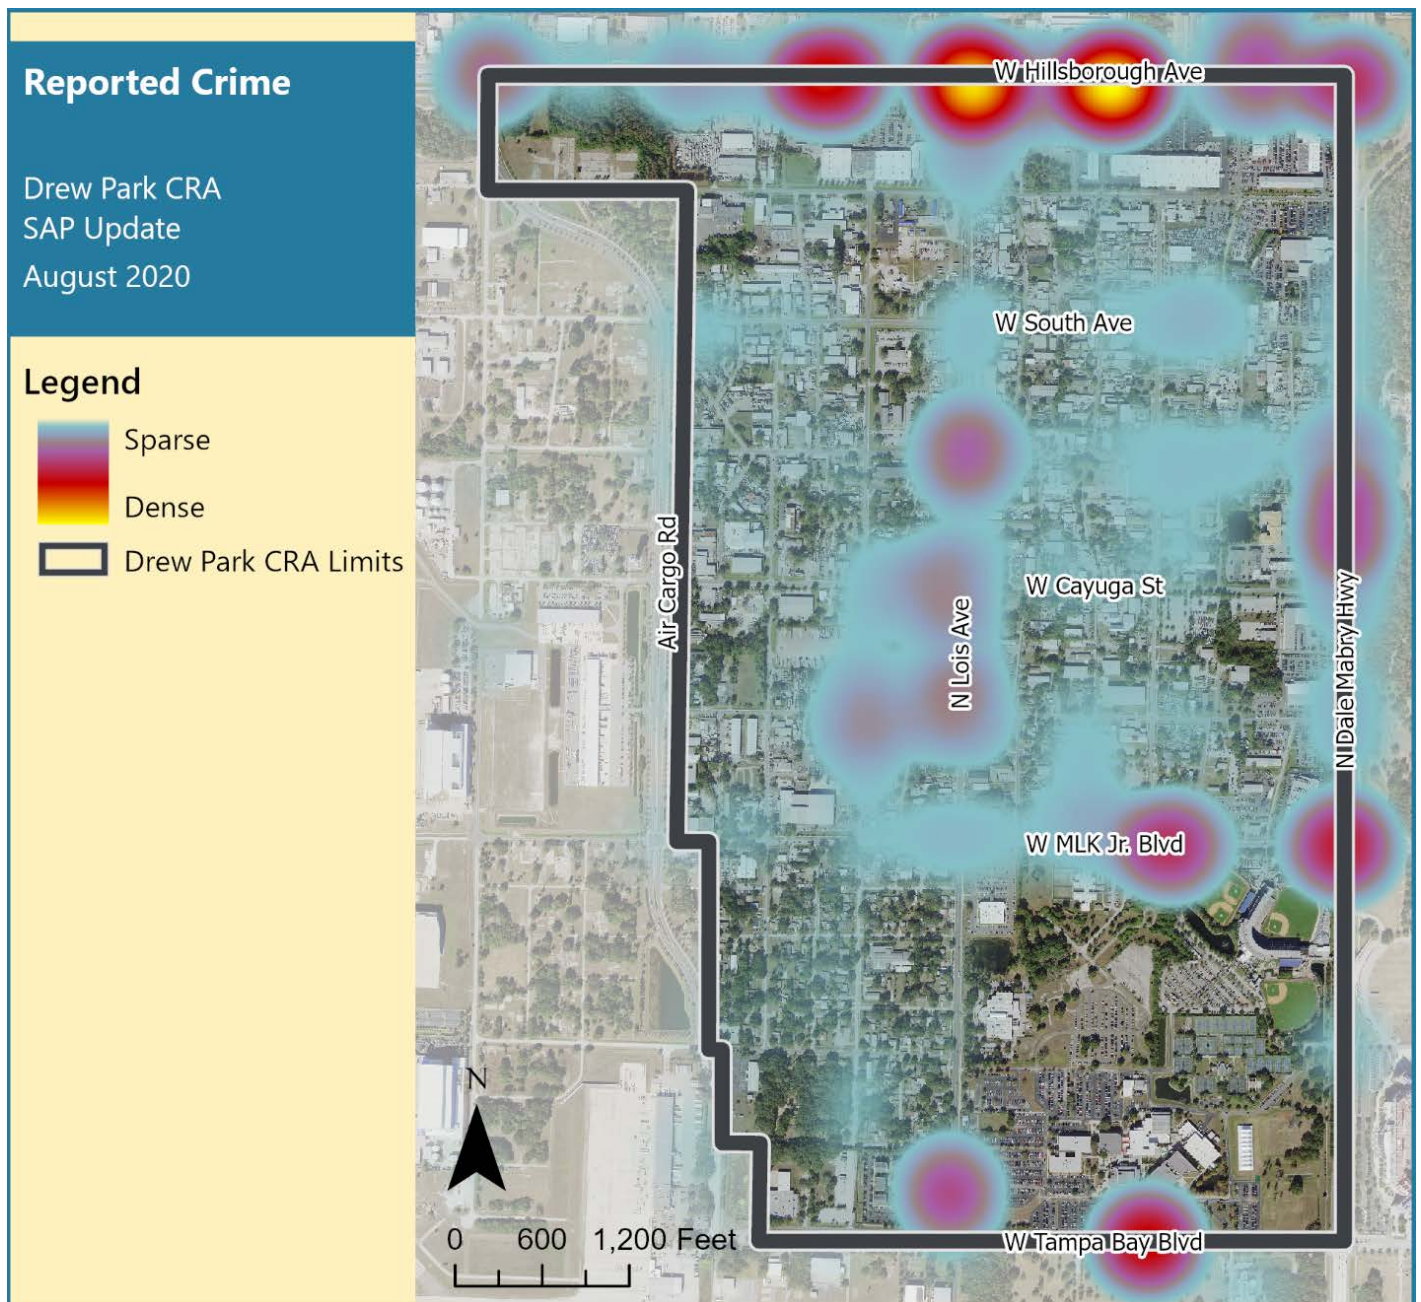 Reported Crime
Drew Park CRA
SAP Update
August 2020
Legend
Sparse
Dense
Drew Park CRA Limits
W Hillsborough Ave
W South Ave
Air Cargo Rd
W Cayuga St
N Lois Ave
N Dale Mabry Hwy
W MLK Jr. Blvd
W Tampa Bay Blvd
N
0 600 1,200 Feet